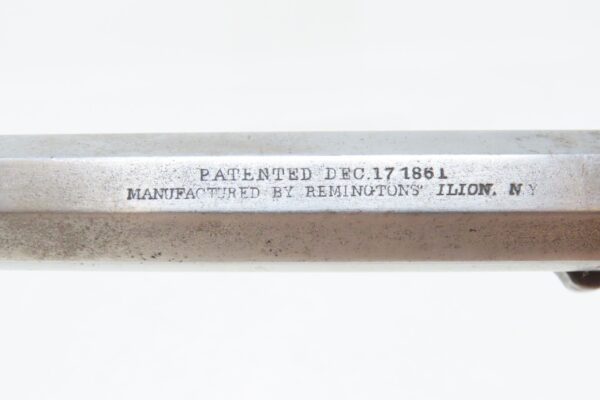 PATENTED DEC. 17 1861
MANUFACTURED BY REMINGTONS' ILION, N.Y